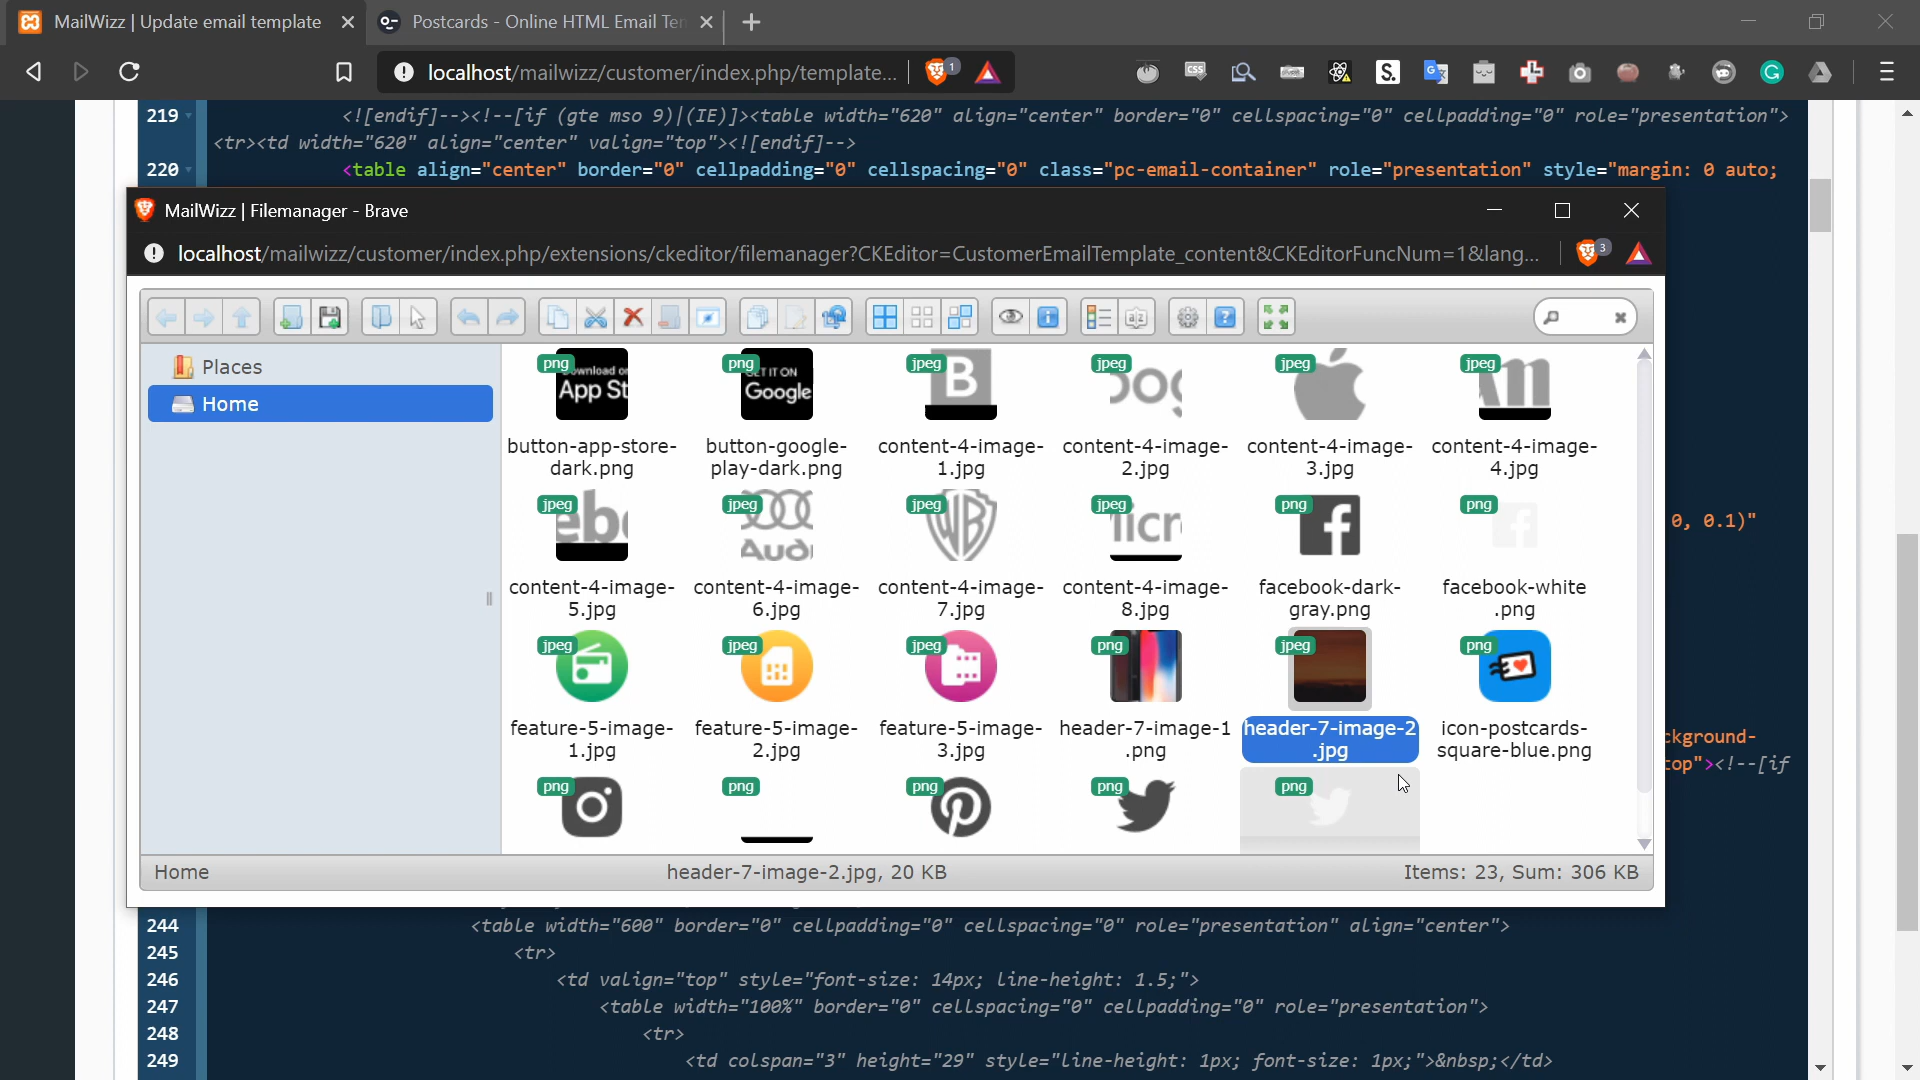 MailWizz | Update email template
Postcards - Online HTML Email Te
localhost/mailwizz/customer/index.php/template...
1
219 <![endif]--><!--[if (gte mso 9)|(IE)]><table width="620" align="center" border="0" cellspacing="0" cellpadding="0" role="presentation">
<tr><td width="620" align="center" valign="top"><![endif]-->
220 <table align="center" border="0" cellpadding="0" cellspacing="0" class="pc-email-container" role="presentation" style="margin: 0 auto;
MailWizz | Filemanager - Brave
localhost/mailwizz/customer/index.php/extensions/ckeditor/filemanager?CKEditor=CustomerEmailTemplate_content&CKEditorFuncNum=1&lang...
3
Places
Home
png png jpeg jpeg jpeg jpeg
Download on
App St
GET IT ON
Google
B
oog
button-app-store-
dark.png
button-google-
play-dark.png
content-4-image-
1.jpg
content-4-image-
2.jpg
content-4-image-
3.jpg
content-4-image-
4.jpg
jpeg jpeg jpeg jpeg png png
ebo
Audi
WB
icr
0, 0.1)"
content-4-image-
5.jpg
content-4-image-
6.jpg
content-4-image-
7.jpg
content-4-image-
8.jpg
facebook-dark-
gray.png
facebook-white
.png
jpeg jpeg jpeg png jpeg png
feature-5-image-
1.jpg
feature-5-image-
2.jpg
feature-5-image-
3.jpg
header-7-image-1
.png
header-7-image-2
.jpg
icon-postcards-
square-blue.png
ckground-
top"><!--[if
png png png png png
Home
header-7-image-2.jpg, 20 KB
Items: 23, Sum: 306 KB
244 <table width="600" border="0" cellpadding="0" cellspacing="0" role="presentation" align="center">
245 <tr>
246 <td valign="top" style="font-size: 14px; line-height: 1.5;">
247 <table width="100%" border="0" cellspacing="0" cellpadding="0" role="presentation">
248 <tr>
249 <td colspan="3" height="29" style="line-height: 1px; font-size: 1px;">&nbsp;</td>